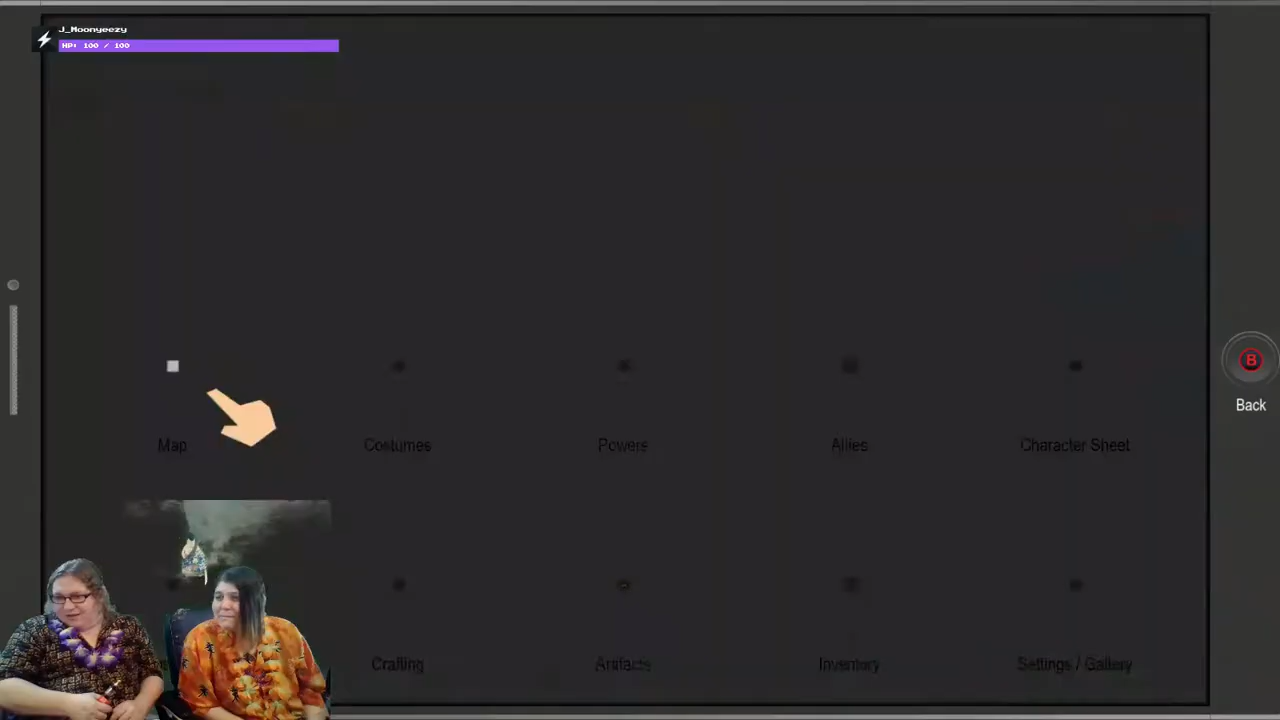 J_Moonyeezy
HP: 100 / 100
B
Back
Map
Costumes
Powers
Allies
Character Sheet
Crafting
Artifacts
Inventory
Settings / Gallery